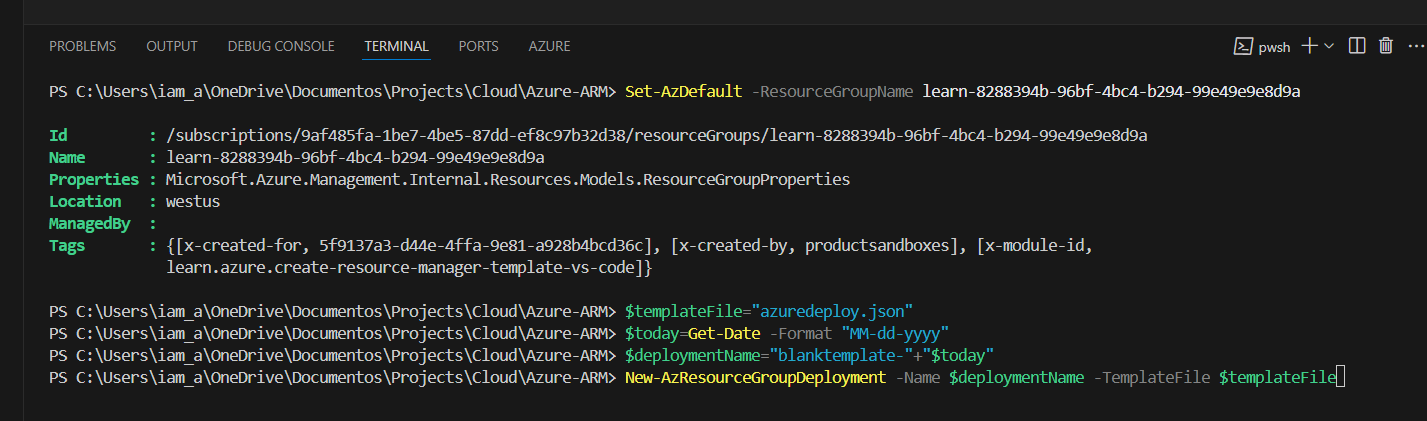 PROBLEMS OUTPUT DEBUG CONSOLE TERMINAL PORTS AZURE pwsh
PS C:\Users\iam_a\OneDrive\Documentos\Projects\Cloud\Azure-ARM> Set-AzDefault -ResourceGroupName learn-8288394b-96bf-4bc4-b294-99e49e9e8d9a
Id : /subscriptions/9af485fa-1be7-4be5-87dd-ef8c97b32d38/resourceGroups/learn-8288394b-96bf-4bc4-b294-99e49e9e8d9a
Name : learn-8288394b-96bf-4bc4-b294-99e49e9e8d9a
Properties : Microsoft.Azure.Management.Internal.Resources.Models.ResourceGroupProperties
Location : westus
ManagedBy :
Tags : {[x-created-for, 5f9137a3-d44e-4ffa-9e81-a928b4bcd36c], [x-created-by, productsandboxes], [x-module-id,
learn.azure.create-resource-manager-template-vs-code]}
PS C:\Users\iam_a\OneDrive\Documentos\Projects\Cloud\Azure-ARM> $templateFile="azuredeploy.json"
PS C:\Users\iam_a\OneDrive\Documentos\Projects\Cloud\Azure-ARM> $today=Get-Date -Format "MM-dd-yyyy"
PS C:\Users\iam_a\OneDrive\Documentos\Projects\Cloud\Azure-ARM> $deploymentName="blanktemplate-"+"$today"
PS C:\Users\iam_a\OneDrive\Documentos\Projects\Cloud\Azure-ARM> New-AzResourceGroupDeployment -Name $deploymentName -TemplateFile $templateFile